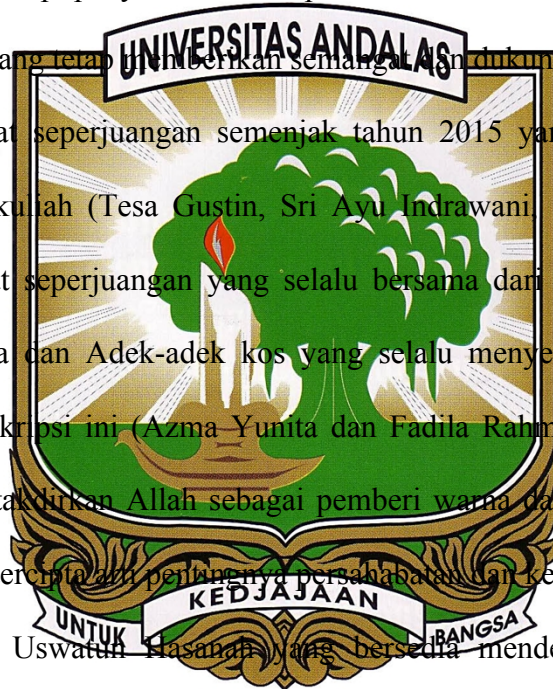 UNIVERSITAS ANDALAS
ang tetap memberikan semangat dan dukun
at seperjuangan semenjak tahun 2015 ya
kuliah (Tesa Gustin, Sri Ayu Indrawani,
at seperjuangan yang selalu bersama dari
a dan Adek-adek kos yang selalu menye
kripsi ini (Azma Yunita dan Fadila Rahm
takdirkan Allah sebagai pemberi warna da
ercipta arti pentingnya persahabatan dan ke
UNTUK KEDJAJAAN BANGSA
Uswatun Hasanah yang bersedia mende